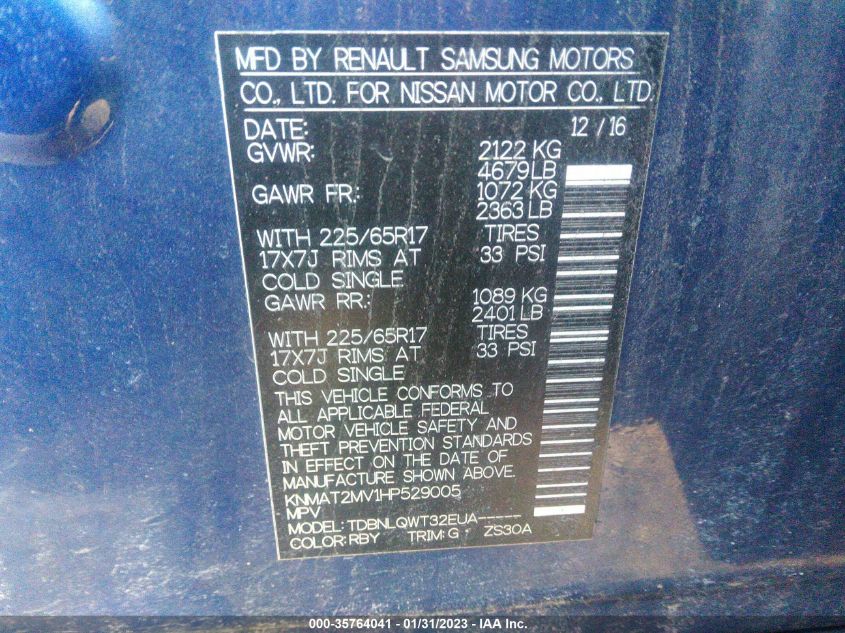 MFD BY RENAULT SAMSUNG MOTORS
CO., LTD. FOR NISSAN MOTOR CO., LTD.
DATE: 12 / 16
GVWR: 2122 KG
4679 LB
GAWR FR.: 1072 KG
2363 LB
WITH 225/65R17 TIRES
17X7J RIMS AT 33 PSI
COLD SINGLE
GAWR RR.: 1089 KG
2401 LB
WITH 225/65R17 TIRES
17X7J RIMS AT 33 PSI
COLD SINGLE
THIS VEHICLE CONFORMS TO
ALL APPLICABLE FEDERAL
MOTOR VEHICLE SAFETY AND
THEFT PREVENTION STANDARDS
IN EFFECT ON THE DATE OF
MANUFACTURE SHOWN ABOVE.
KNMAT2MV1HP529005
MPV
MODEL: TDBNLQWT32EUA-----
COLOR: RBY TRIM: G ZS30A
000-35764041 - 01/31/2023 - IAA Inc.